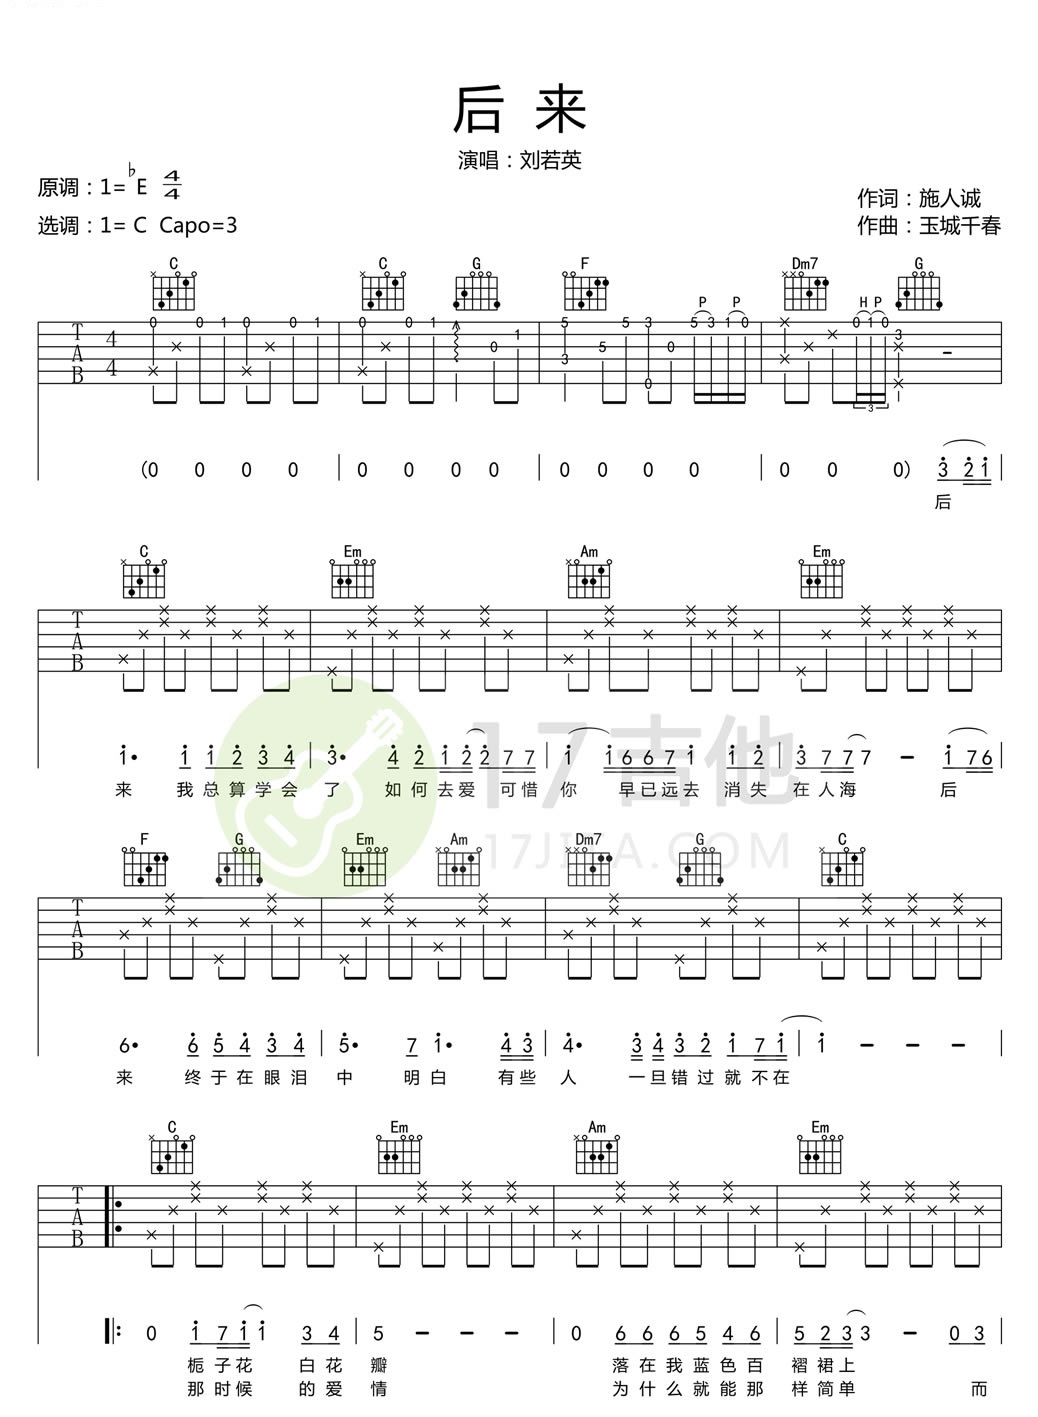 后 来
演唱：刘若英
原调：1=♭E 4/4
作词：施人诚
选调：1= C Capo=3
作曲：玉城千春
C C G F Dm7 G
P P H P
T A B 4 4
(0 0 0 0 | 0 0 0 0 | 0 0 0 0 | 0 0 0) 3 2 1
后
C Em Am Em
T A B
1· 1 1 2 3 4 | 3· 4 2 1 2 2 7 7 | 1 1 6 6 7 1 1 2 | 3 7 7 7 – 1 7 6
来 我总算学会 了 如何去爱 可惜 你 早已远去 消失 在人海 后
17吉他
17JITA.COM
F G Em Am Dm7 G C
T A B
6· 6 5 4 3 4 | 5· 7 1· 4 3 | 4· 3 4 3 2 1 7 1 | 1 – – –
来 终于在眼泪 中 明白 有些 人 一旦错过就不在
C Em Am Em
T A B
0 1 7 1 1 3 4 | 5 – – – | 0 6 6 6 5 4 6 | 5 2 3 3 – 0 3
栀子花 白花 瓣 落在我蓝色百 褶裙上
那时候 的爱 情 为什么就能那 样简单 而